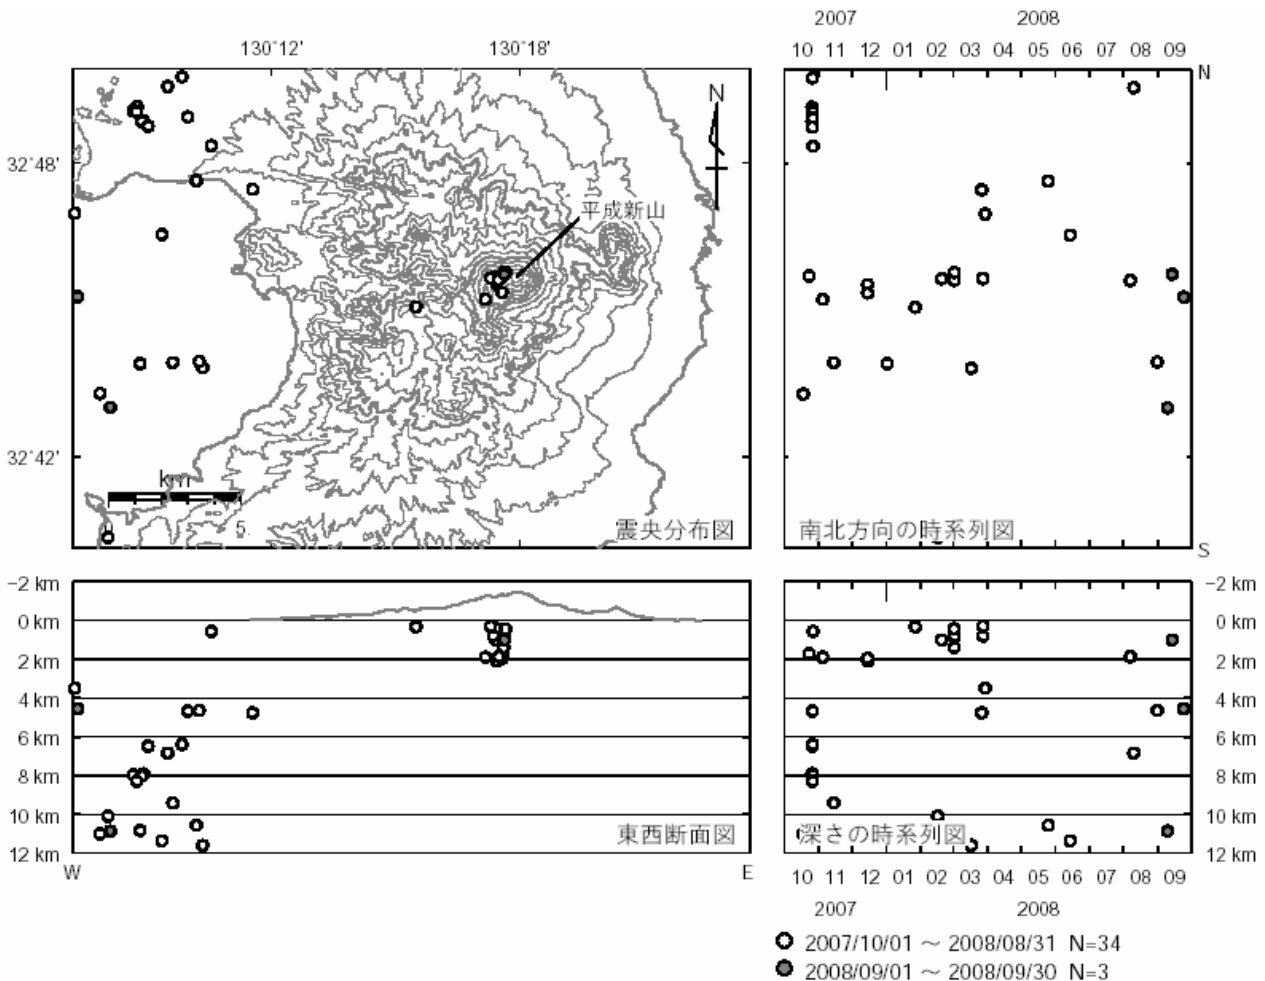 2007 2008
130°12' 130°18' 10 11 12 01 02 03 04 05 06 07 08 09
N
N
32°48'
平成新山
32°42'
km
0 5
震央分布図 南北方向の時系列図
S
−2 km −2 km
0 km 0 km
2 km 2 km
4 km 4 km
6 km 6 km
8 km 8 km
10 km 10 km
東西断面図 深さの時系列図
12 km 12 km
W E 10 11 12 01 02 03 04 05 06 07 08 09
2007 2008
2007/10/01 ～ 2008/08/31 N=34
2008/09/01 ～ 2008/09/30 N=3